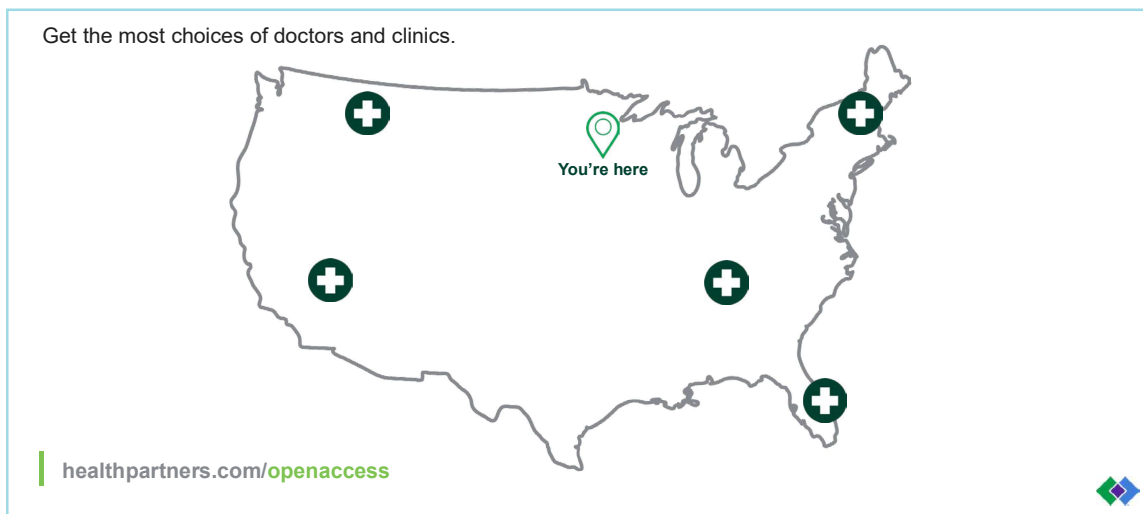 Get the most choices of doctors and clinics.
You're here
healthpartners.com/openaccess